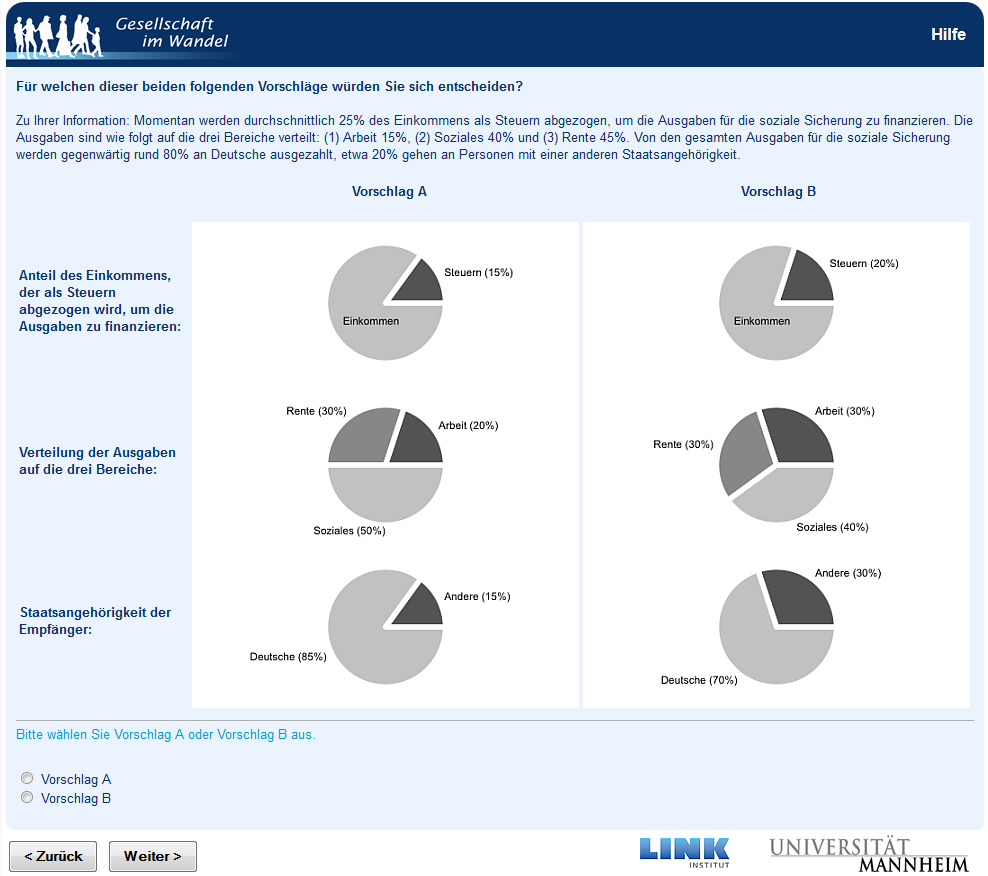 Gesellschaft
im Wandel
Hilfe
Für welchen dieser beiden folgenden Vorschläge würden Sie sich entscheiden?
Zu Ihrer Information: Momentan werden durchschnittlich 25% des Einkommens als Steuern abgezogen, um die Ausgaben für die soziale Sicherung zu finanzieren. Die
Ausgaben sind wie folgt auf die drei Bereiche verteilt: (1) Arbeit 15%, (2) Soziales 40% und (3) Rente 45%. Von den gesamten Ausgaben für die soziale Sicherung
werden gegenwärtig rund 80% an Deutsche ausgezahlt, etwa 20% gehen an Personen mit einer anderen Staatsangehörigkeit.
Vorschlag A
Vorschlag B
Anteil des Einkommens,
der als Steuern
abgezogen wird, um die
Ausgaben zu finanzieren:
Steuern (15%)
Einkommen
Steuern (20%)
Einkommen
Verteilung der Ausgaben
auf die drei Bereiche:
Rente (30%)
Arbeit (20%)
Soziales (50%)
Arbeit (30%)
Rente (30%)
Soziales (40%)
Staatsangehörigkeit der
Empfänger:
Andere (15%)
Deutsche (85%)
Andere (30%)
Deutsche (70%)
Bitte wählen Sie Vorschlag A oder Vorschlag B aus.
Vorschlag A
Vorschlag B
< Zurück
Weiter >
LINK
INSTITUT
UNIVERSITÄT
MANNHEIM